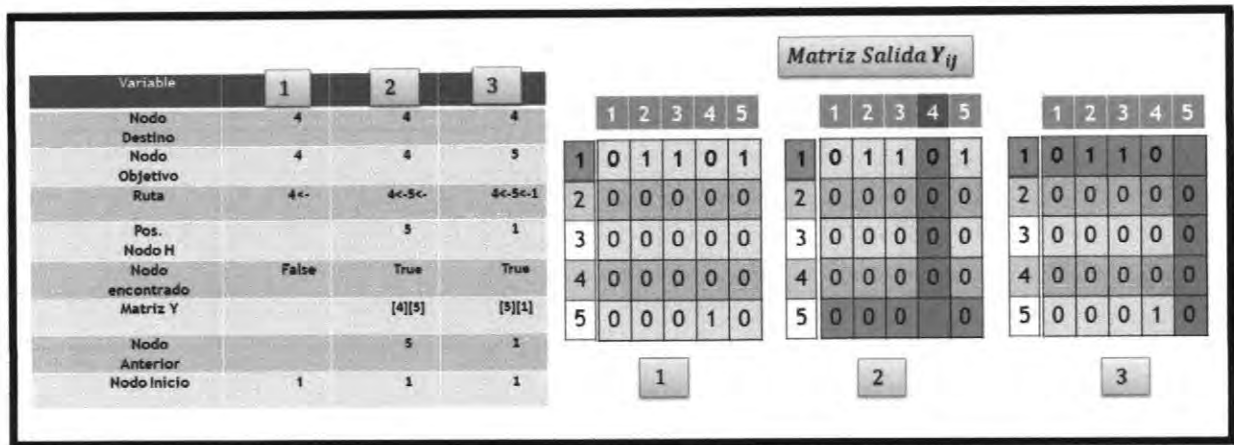 Matriz Salida Y_ij
Variable 1 2 3
Nodo Destino 4 4 4
Nodo Objetivo 4 4 5
Ruta 4<- 4<-5<- 4<-5<-1
Pos. Nodo H 5 1
Nodo encontrado False True True
Matriz Y [4][5] [5][1]
Nodo Anterior 5 1
Nodo Inicio 1 1 1
1 2 3 4 5
1 0 1 1 0 1
2 0 0 0 0 0
3 0 0 0 0 0
4 0 0 0 0 0
5 0 0 0 1 0
1
1 2 3 4 5
1 0 1 1 0 1
2 0 0 0 0 0
3 0 0 0 0 0
4 0 0 0 0 0
5 0 0 0 0
2
1 2 3 4 5
1 0 1 1 0
2 0 0 0 0 0
3 0 0 0 0 0
4 0 0 0 0 0
5 0 0 0 1 0
3